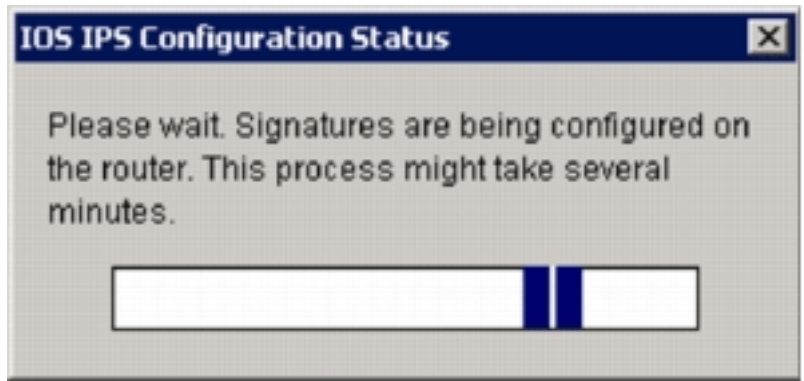 IOS IPS Configuration Status
Please wait. Signatures are being configured on
the router. This process might take several
minutes.